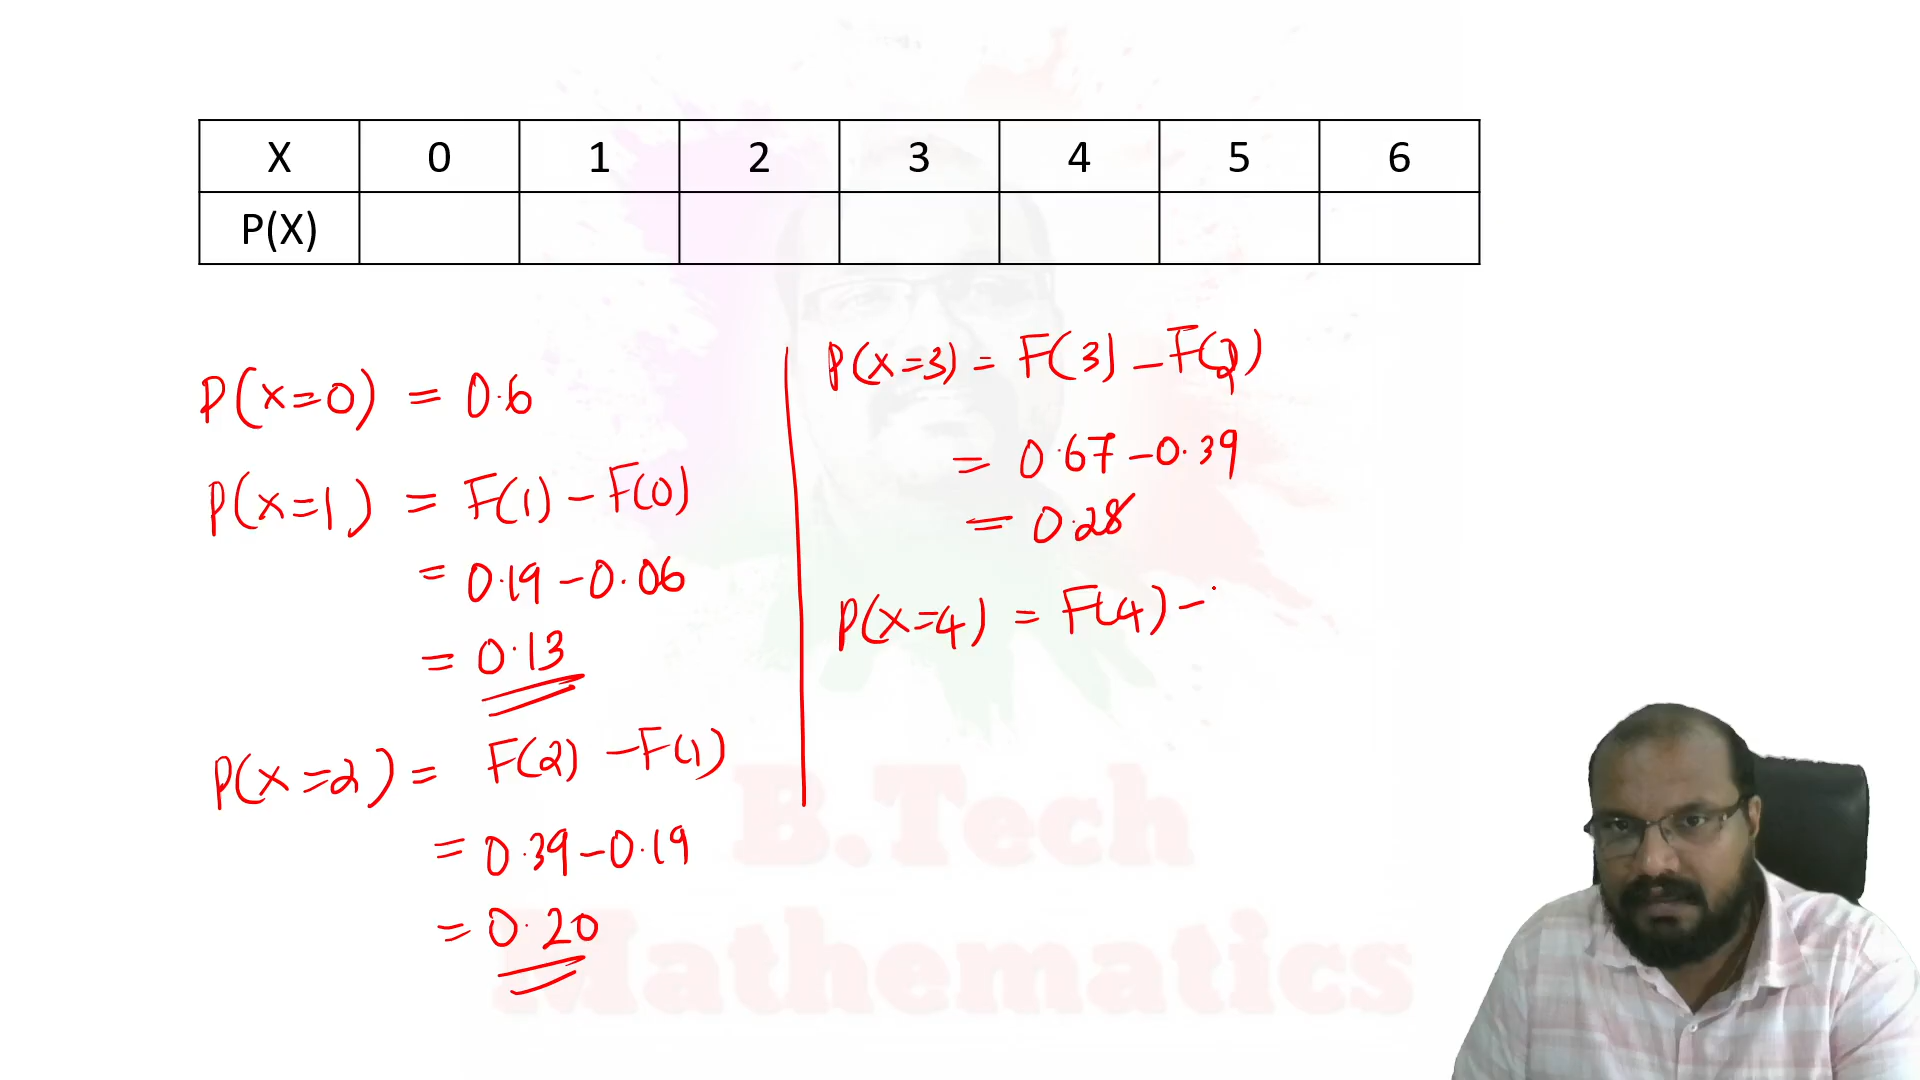 X 0 1 2 3 4 5 6
P(X)
P(X=0) = 0.6
P(X=1) = F(1) - F(0)
= 0.19 - 0.06
= 0.13
P(X=2) = F(2) - F(1)
= 0.39 - 0.19
= 0.20
P(X=3) = F(3) - F(2)
= 0.67 - 0.39
= 0.28
P(X=4) = F(4) -
B.Tech
Mathematics